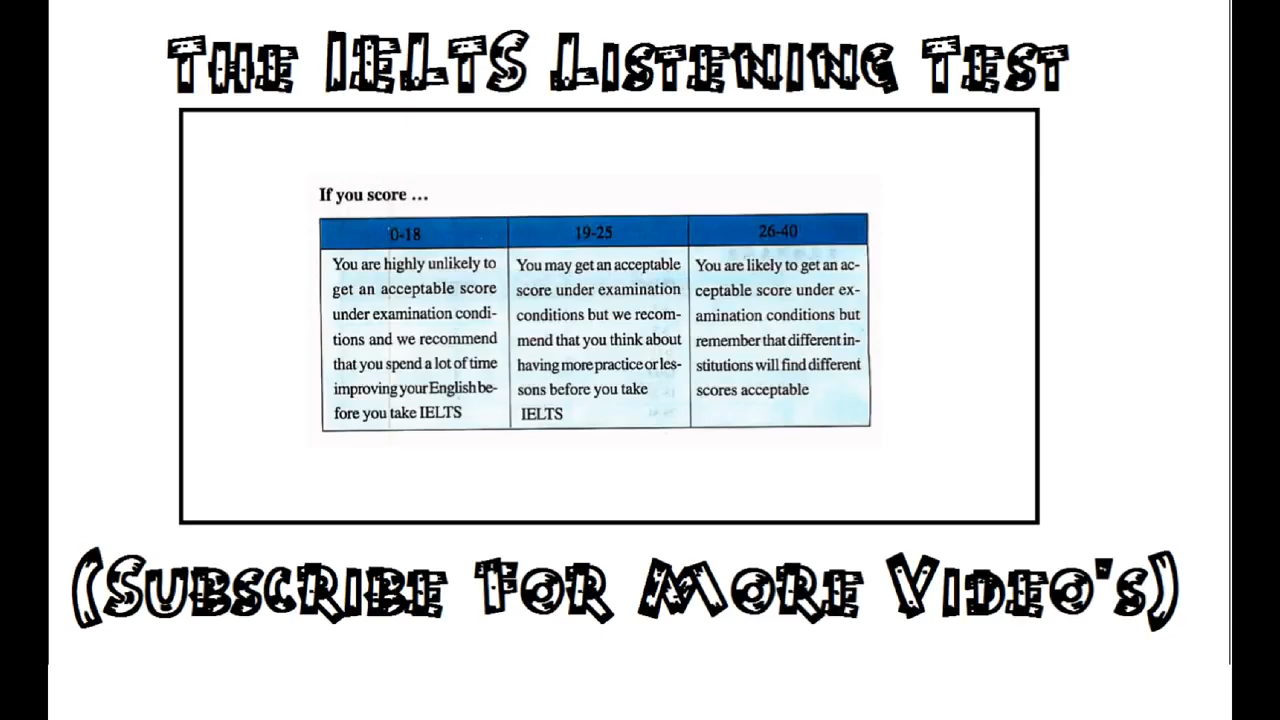 The IELTS Listening Test
If you score ...
0-18
You are highly unlikely to
get an acceptable score
under examination condi-
tions and we recommend
that you spend a lot of time
improving your English be-
fore you take IELTS
19-25
You may get an acceptable
score under examination
conditions but we recom-
mend that you think about
having more practice or les-
sons before you take
IELTS
26-40
You are likely to get an ac-
ceptable score under ex-
amination conditions but
remember that different in-
stitutions will find different
scores acceptable
(Subscribe For More Video's)